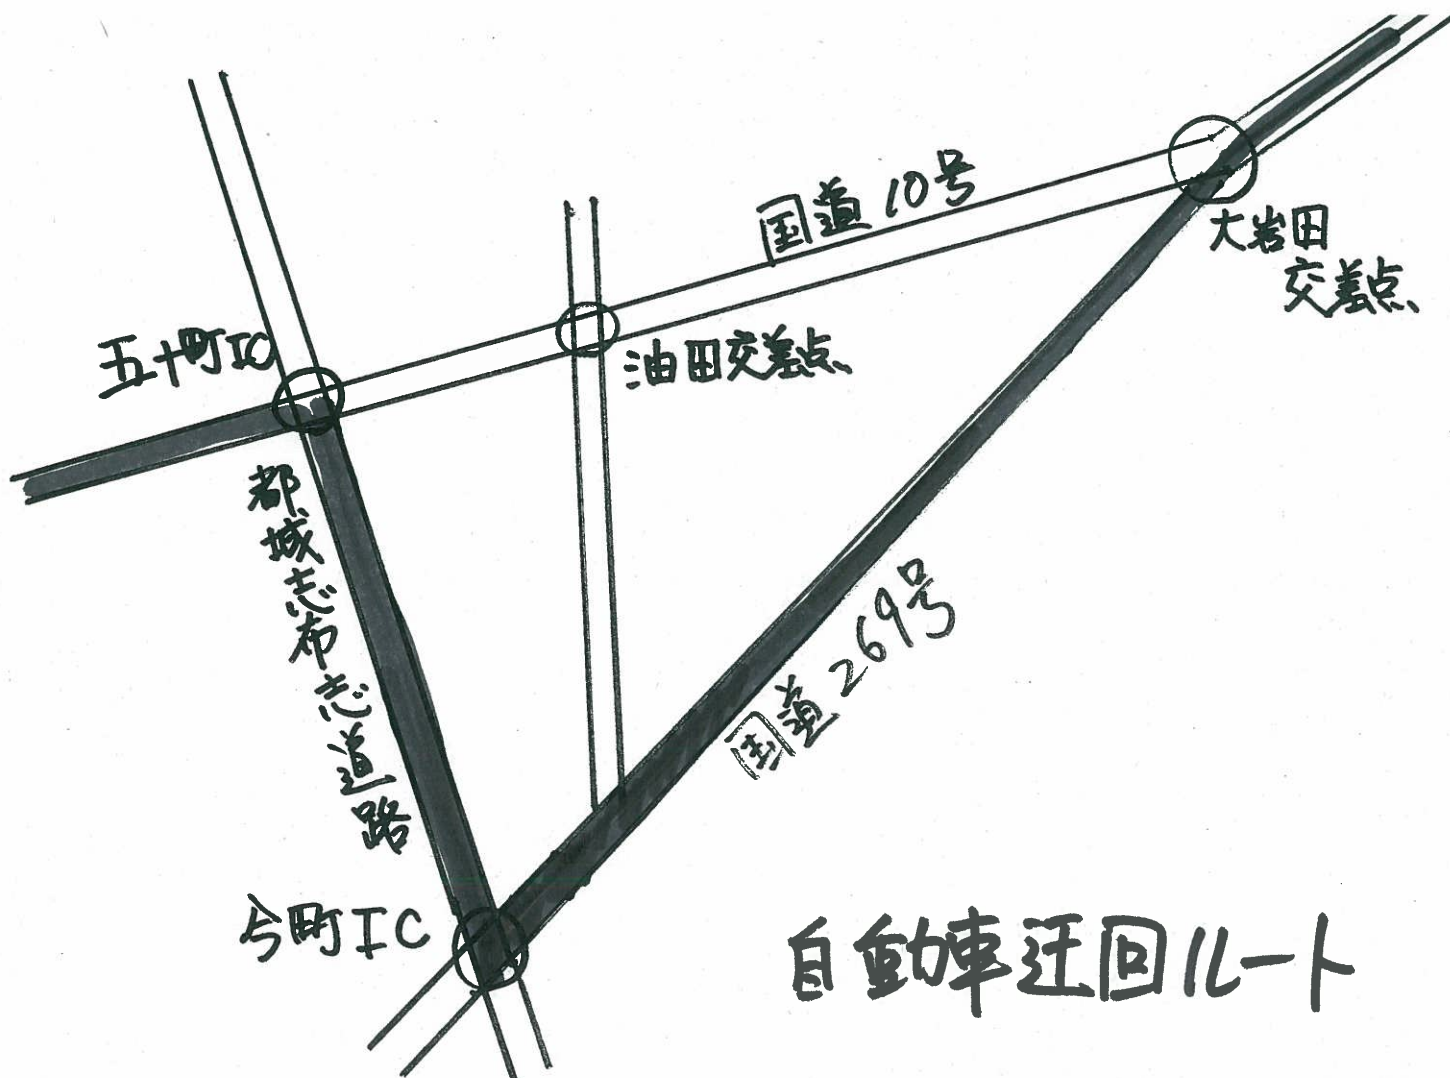 国道10号
大岩田
交差点
五十町IC
油田交差点
都城志布志道路
国道269号
今町IC
自動車迂回ルート